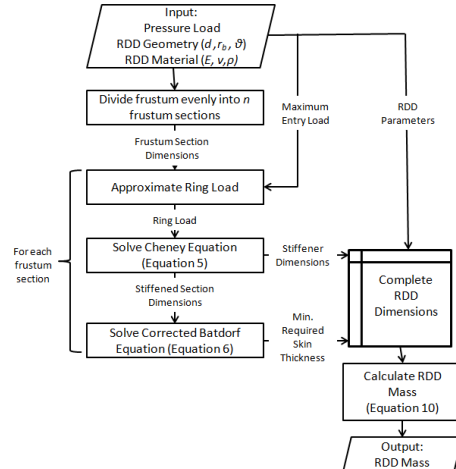 Input:
Pressure Load
RDD Geometry (d, r_b, ϑ)
RDD Material (E, ν,ρ)
Divide frustum evenly into n
frustum sections
Maximum
Entry Load
RDD
Parameters
Frustum Section
Dimensions
Approximate Ring Load
Ring Load
For each
frustum
section
Solve Cheney Equation
(Equation 5)
Stiffener
Dimensions
Complete
RDD
Dimensions
Stiffened Section
Dimensions
Solve Corrected Batdorf
Equation (Equation 6)
Min.
Required
Skin
Thickness
Calculate RDD
Mass
(Equation 10)
Output:
RDD Mass